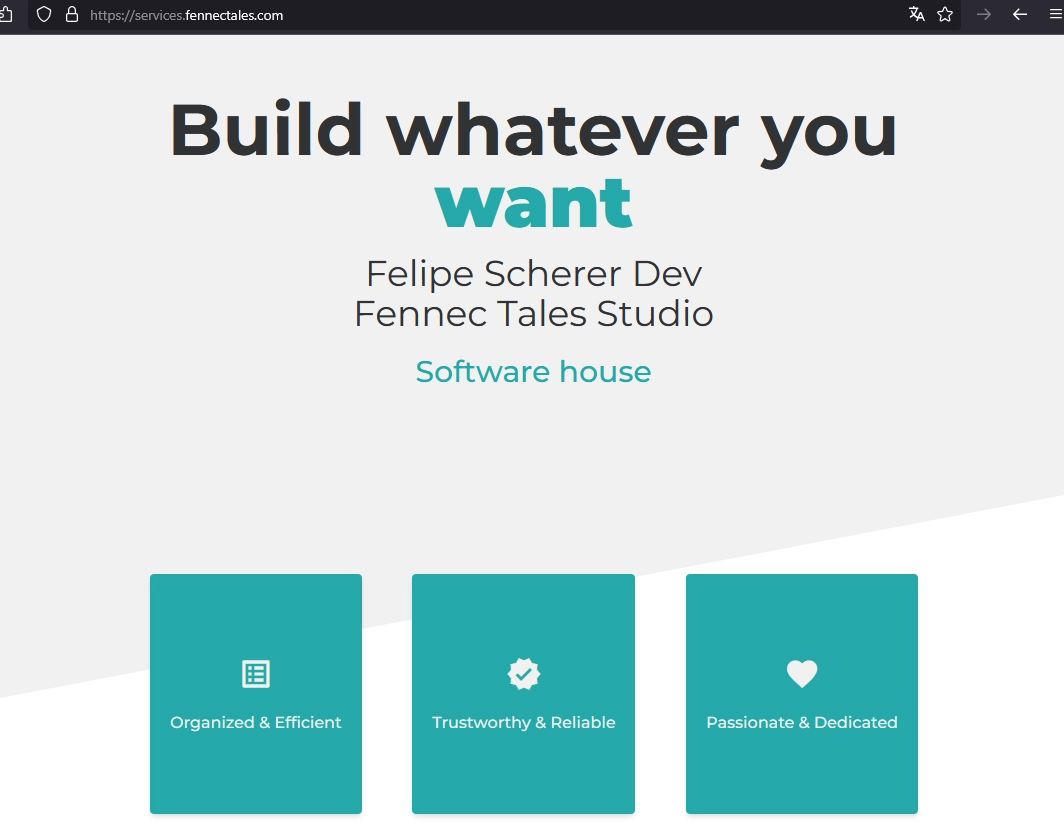 https://services.fennectales.com
Build whatever you
want
Felipe Scherer Dev
Fennec Tales Studio
Software house
Organized & Efficient
Trustworthy & Reliable
Passionate & Dedicated